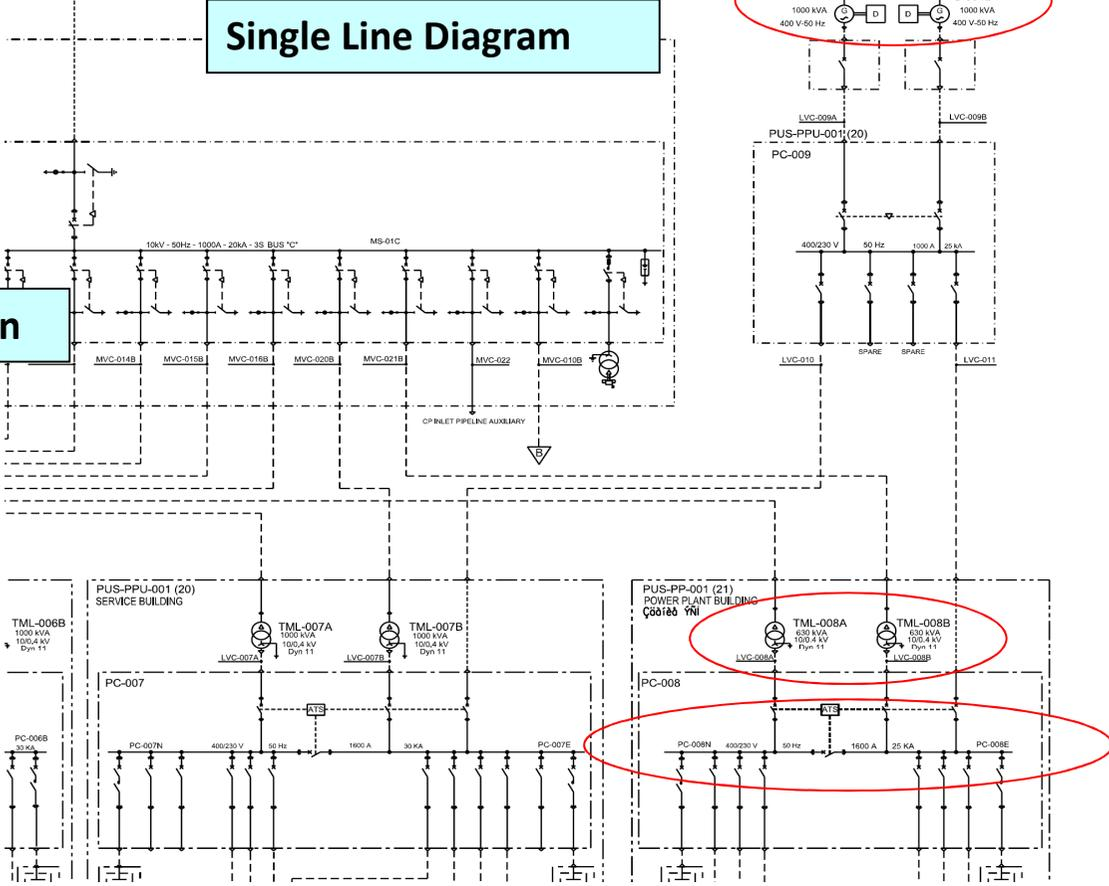 Single Line Diagram
1000 kVA
400 V-50 Hz
G
D
D
G
1000 kVA
400 V-50 Hz
LVC-009A
LVC-009B
PUS-PPU-001 (20)
PC-009
400/230 V
50 Hz
1000 A
25 kA
SPARE
SPARE
LVC-010
LVC-011
10kV - 50Hz - 1000A - 20kA - 3S BUS "C"
MS-01C
n
MVC-014B
MVC-015B
MVC-016B
MVC-020B
MVC-021B
MVC-022
MVC-010B
CP INLET PIPELINE AUXILIARY
B
TML-006B
1000 kVA
10/0,4 kV
Dyn 11
PC-006B
30 KA
PUS-PPU-001 (20)
SERVICE BUILDING
TML-007A
1000 kVA
10/0,4 kV
Dyn 11
LVC-007A
TML-007B
1000 kVA
10/0,4 kV
Dyn 11
LVC-007B
PC-007
ATS
PC-007N
400/230 V
50 Hz
1600 A
30 KA
PC-007E
PUS-PP-001 (21)
POWER PLANT BUILDING
Çäàíèå ÝÑÍ
TML-008A
630 kVA
10/0.4 kV
Dyn 11
LVC-008A
TML-008B
630 kVA
10/0.4 kV
Dyn 11
LVC-008B
PC-008
ATS
PC-008N
400/230 V
50 Hz
1600 A
25 KA
PC-008E